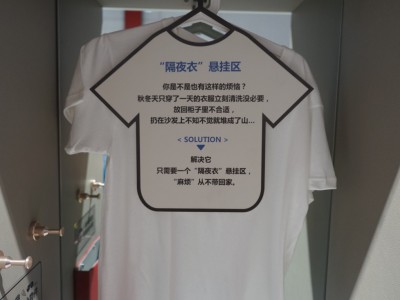 “隔夜衣”悬挂区
你是不是也有这样的烦恼？
秋冬天只穿了一天的衣服立刻清洗没必要，
放回柜子里不合适，
扔在沙发上不知不觉就堆成了山...
< SOLUTION >
解决它
只需要一个“隔夜衣”悬挂区，
“麻烦”从不带回家。